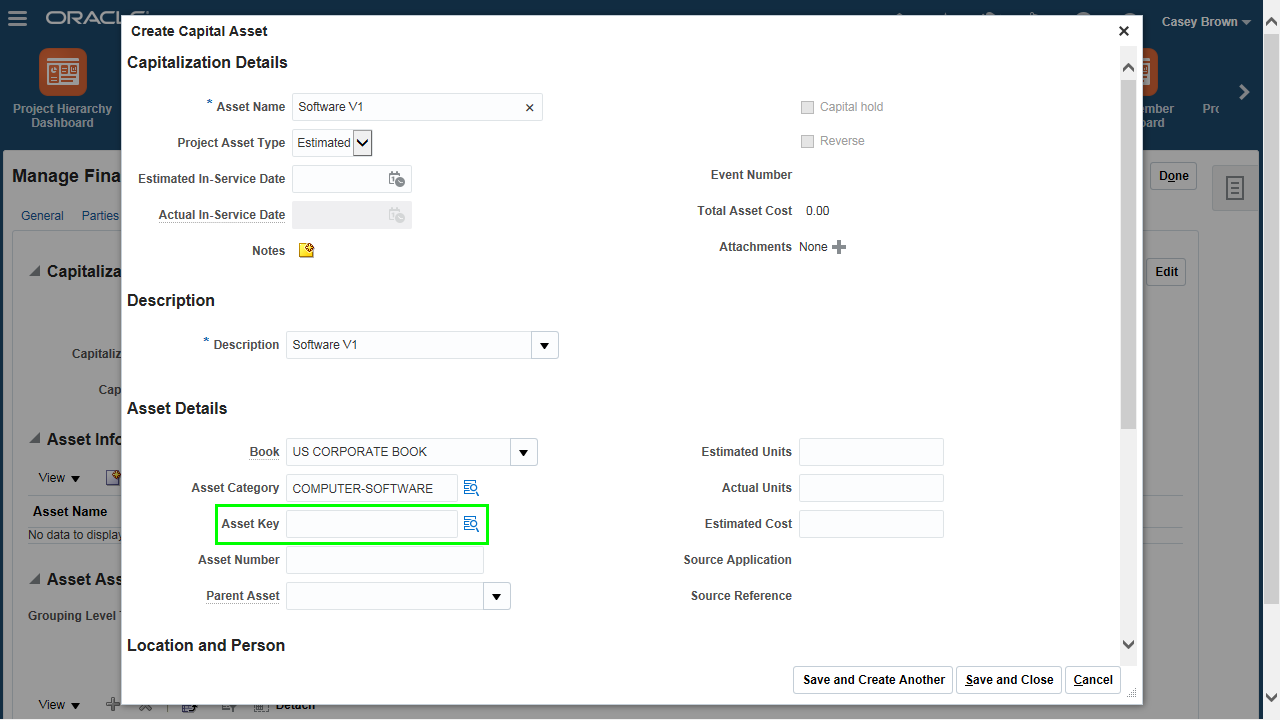 ORACLE
Casey Brown
Project Hierarchy
Dashboard
Manage Fina
Done
General Parties
Capitaliza
Edit
Capitaliz
Cap
Asset Info
View
Asset Name
No data to display
Asset Ass
Grouping Level
View
Detach
Create Capital Asset
Capitalization Details
* Asset Name Software V1
Capital hold
Project Asset Type Estimated
Reverse
Estimated In-Service Date
Event Number
Actual In-Service Date
Total Asset Cost 0.00
Notes
Attachments None
Description
* Description Software V1
Asset Details
Book US CORPORATE BOOK
Estimated Units
Asset Category COMPUTER-SOFTWARE
Actual Units
Asset Key
Estimated Cost
Asset Number
Source Application
Parent Asset
Source Reference
Location and Person
Save and Create Another Save and Close Cancel